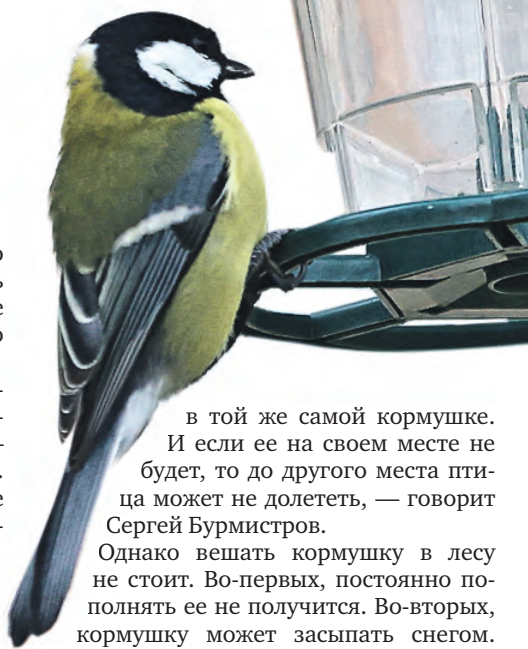 в той же самой кормушке.
И если ее на своем месте не
будет, то до другого места пти-
ца может не долететь, — говорит
Сергей Бурмистров.
Однако вешать кормушку в лесу
не стоит. Во-первых, постоянно по-
полнять ее не получится. Во-вторых,
кормушку может засыпать снегом.